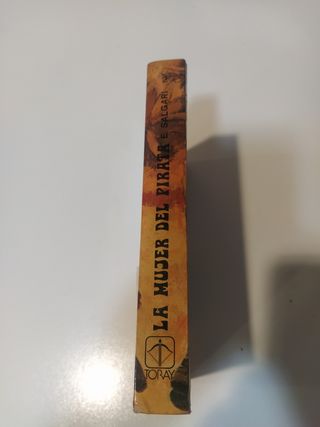 LA MUJER DEL PIRATA
E. SALGARI
TORAY